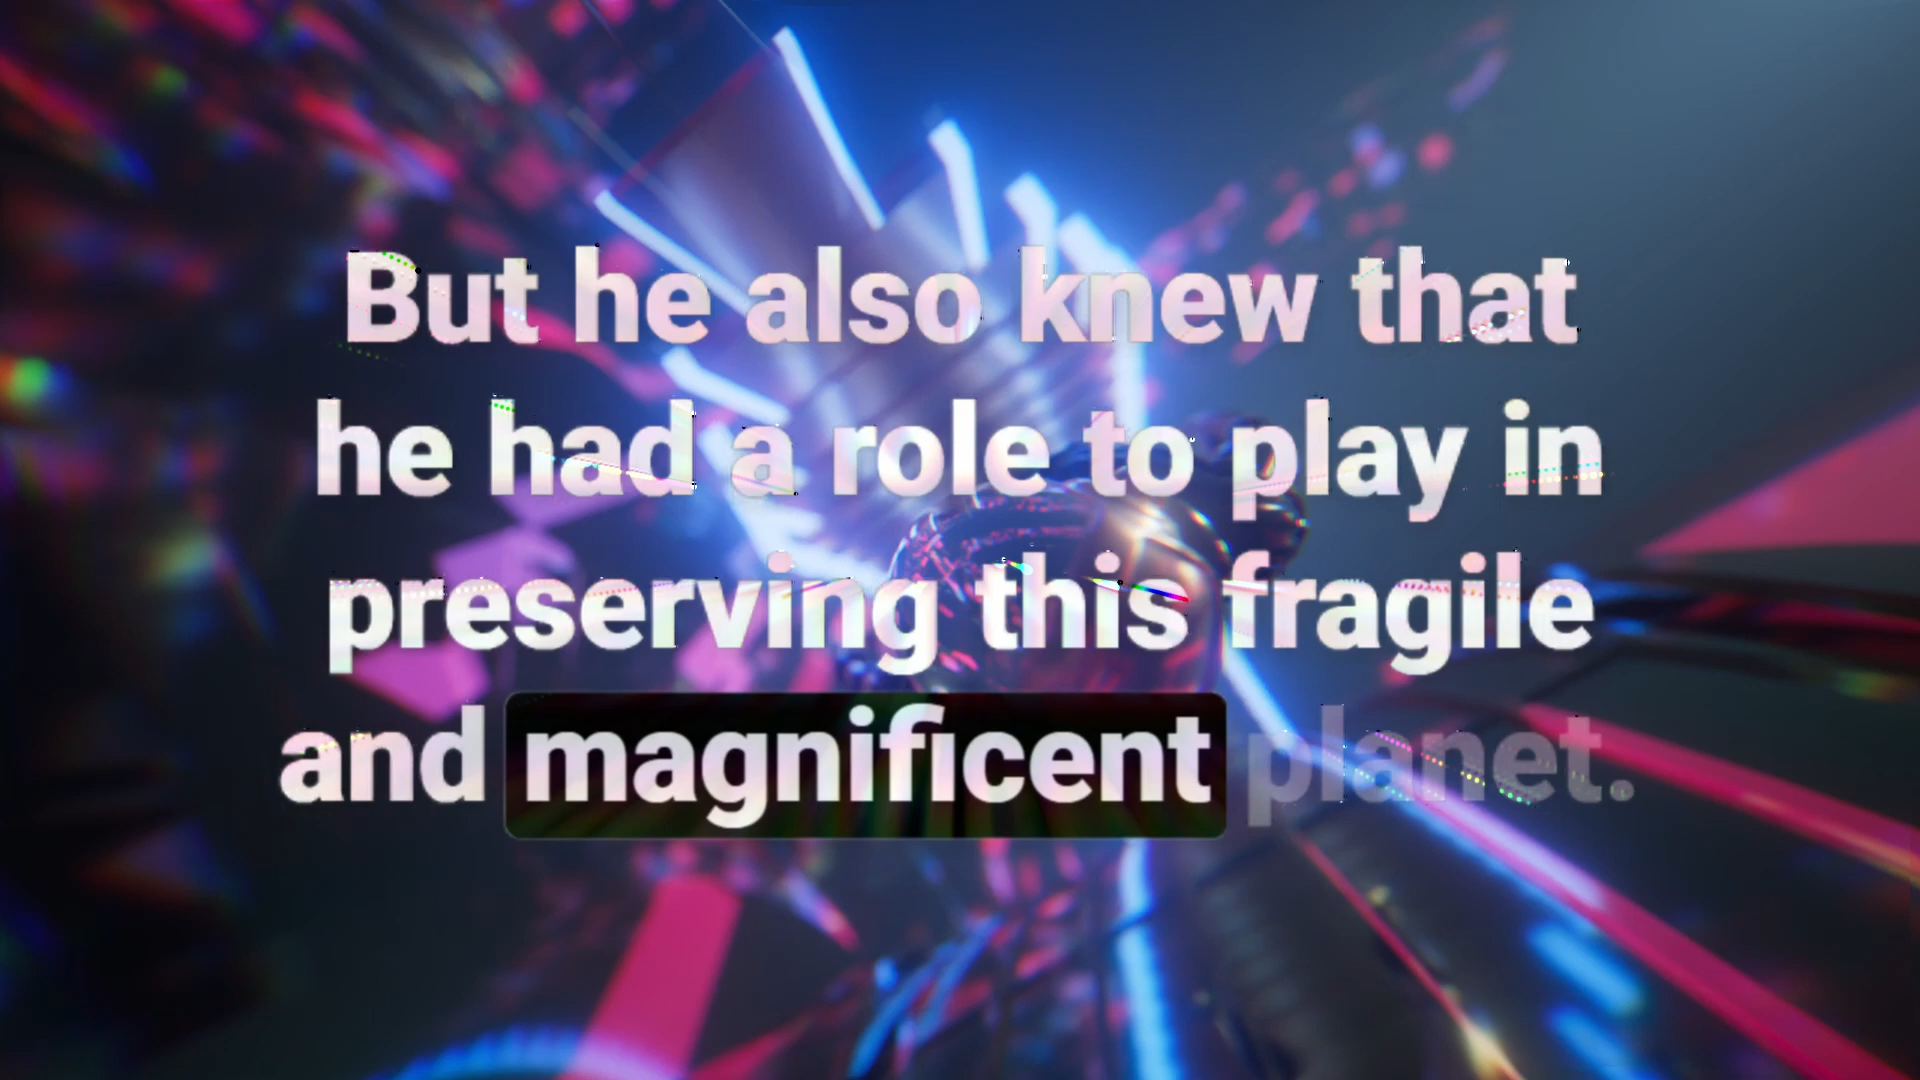 But he also knew that
he had a role to play in
preserving this fragile
and magnificent planet.